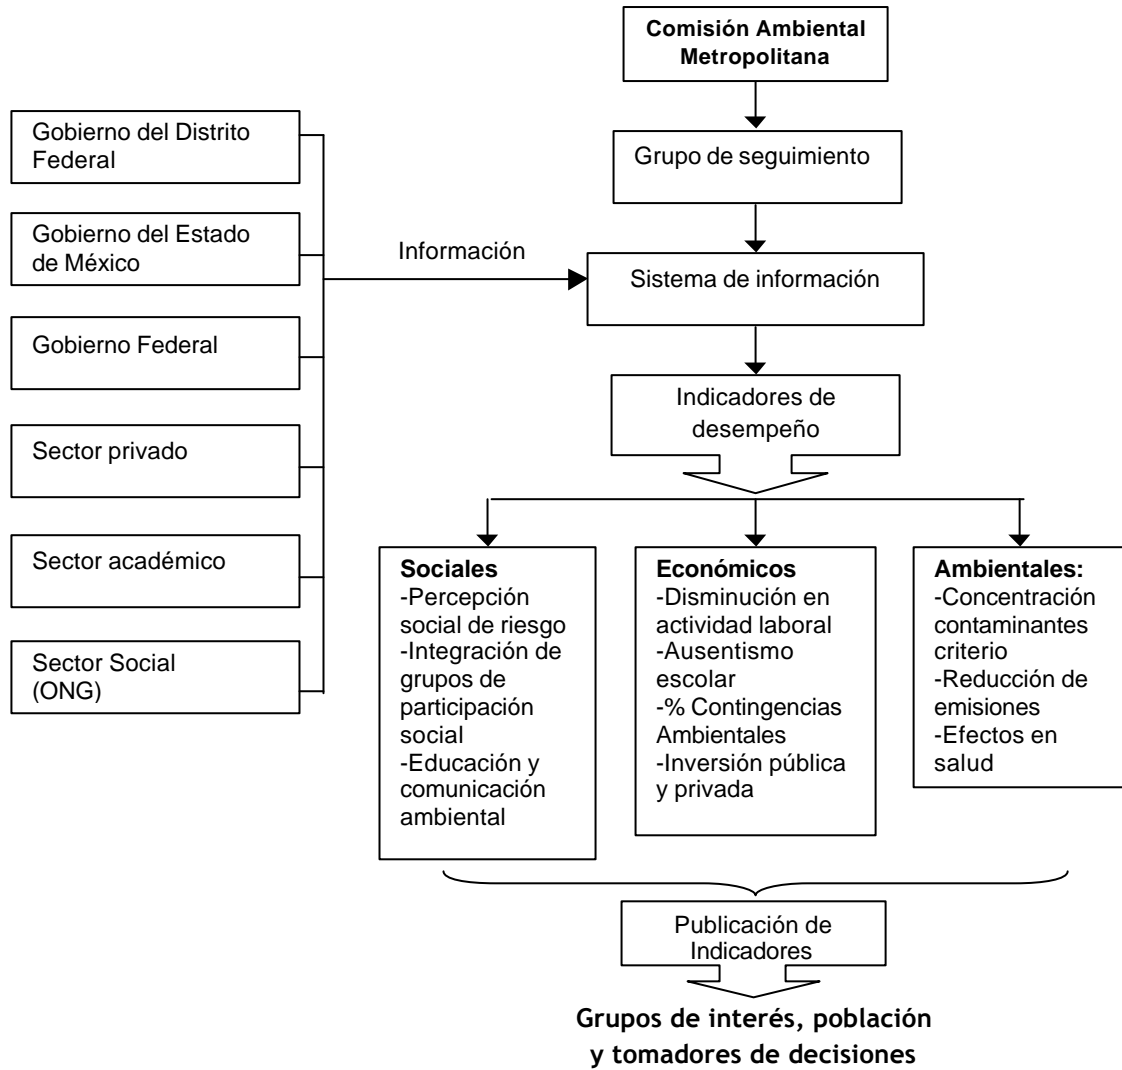 Comisión Ambiental
Metropolitana
Grupo de seguimiento
Gobierno del Distrito
Federal
Gobierno del Estado
de México
Gobierno Federal
Sector privado
Sector académico
Sector Social
(ONG)
Información
Sistema de información
Indicadores de
desempeño
Sociales
-Percepción
social de riesgo
-Integración de
grupos de
participación
social
-Educación y
comunicación
ambiental
Económicos
-Disminución en
actividad laboral
-Ausentismo
escolar
-% Contingencias
Ambientales
-Inversión pública
y privada
Ambientales:
-Concentración
contaminantes
criterio
-Reducción de
emisiones
-Efectos en
salud
Publicación de
Indicadores
Grupos de interés, población
y tomadores de decisiones